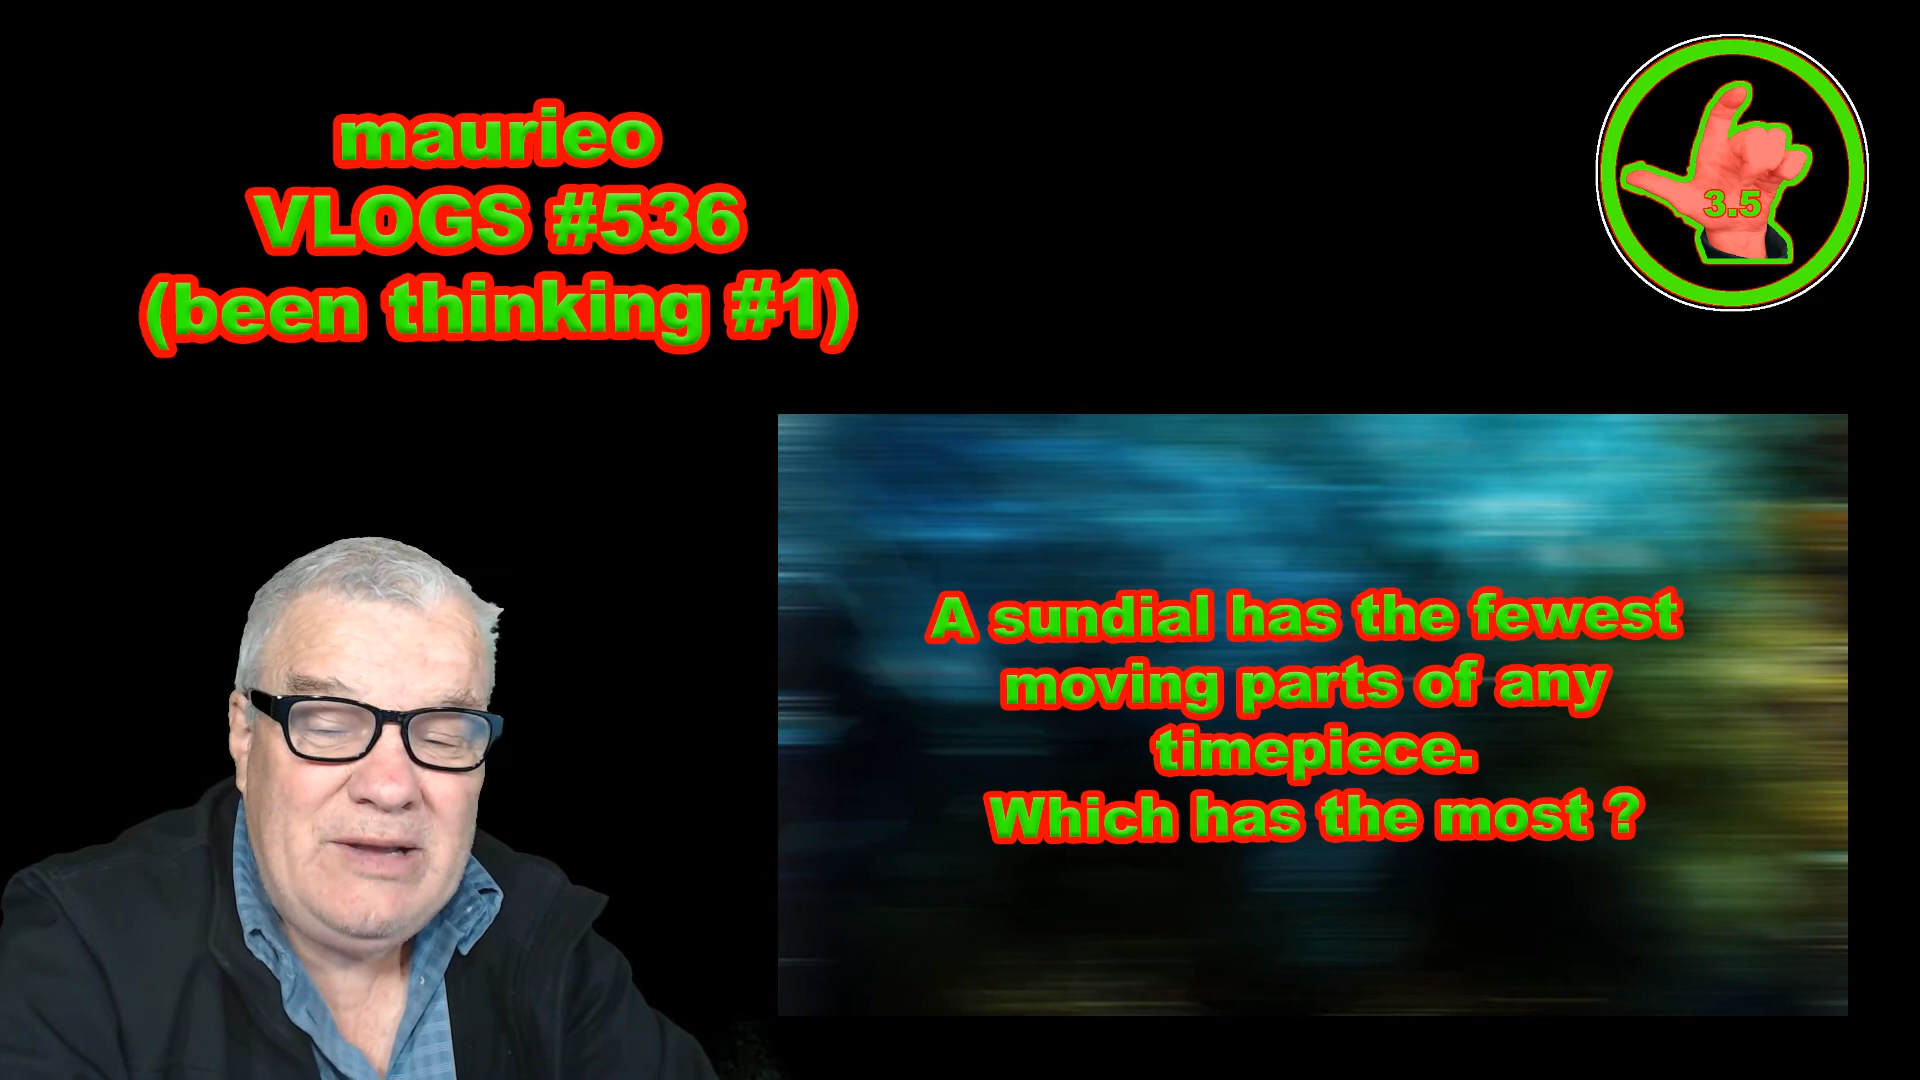 maurieo
VLOGS #536
(been thinking #1)
3.5
A sundial has the fewest
moving parts of any
timepiece.
Which has the most ?